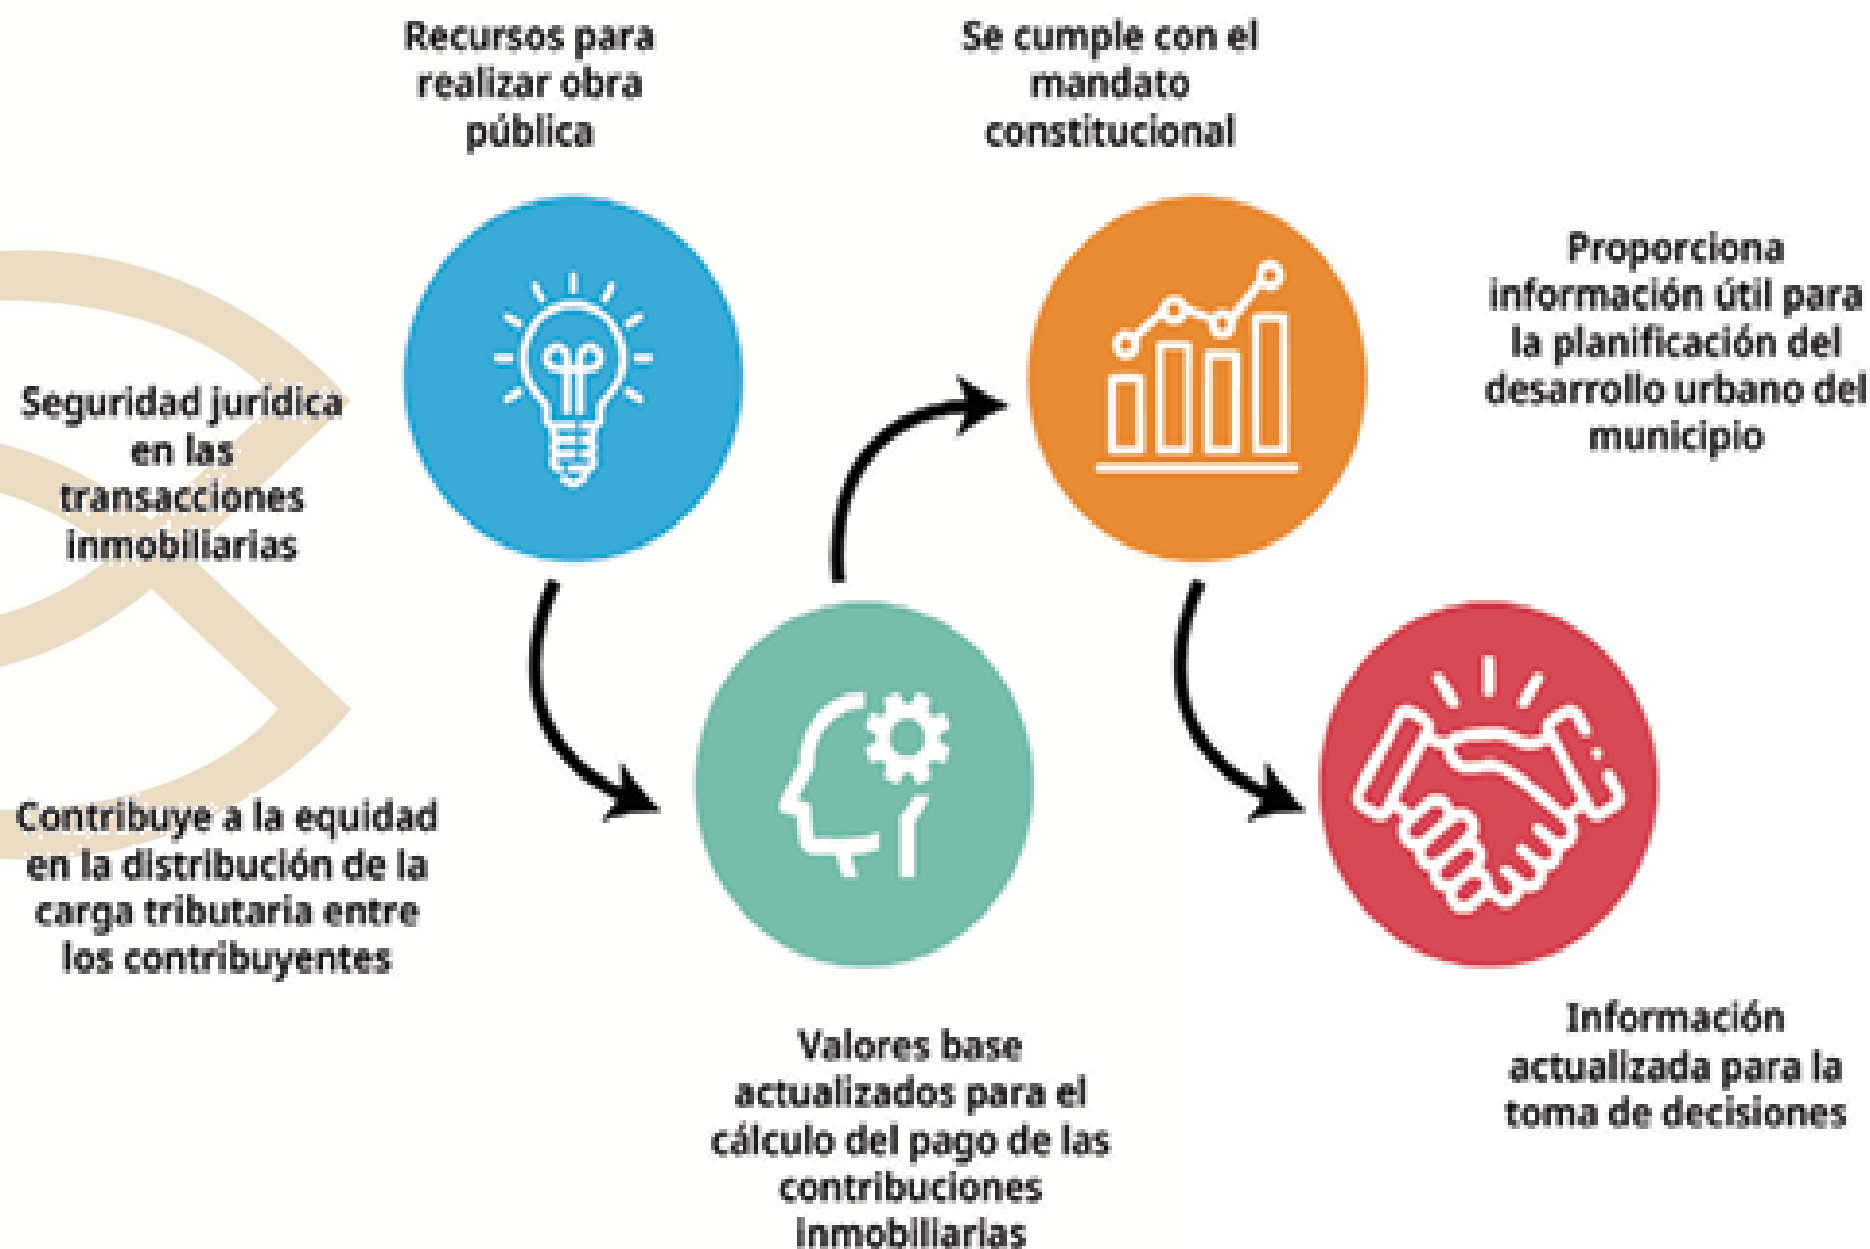 Recursos para
realizar obra
pública
Se cumple con el
mandato
constitucional
Proporciona
información útil para
la planificación del
desarrollo urbano del
municipio
Seguridad jurídica
en las
transacciones
inmobiliarias
Contribuye a la equidad
en la distribución de la
carga tributaria entre
los contribuyentes
Valores base
actualizados para el
cálculo del pago de las
contribuciones
inmobiliarias
Información
actualizada para la
toma de decisiones